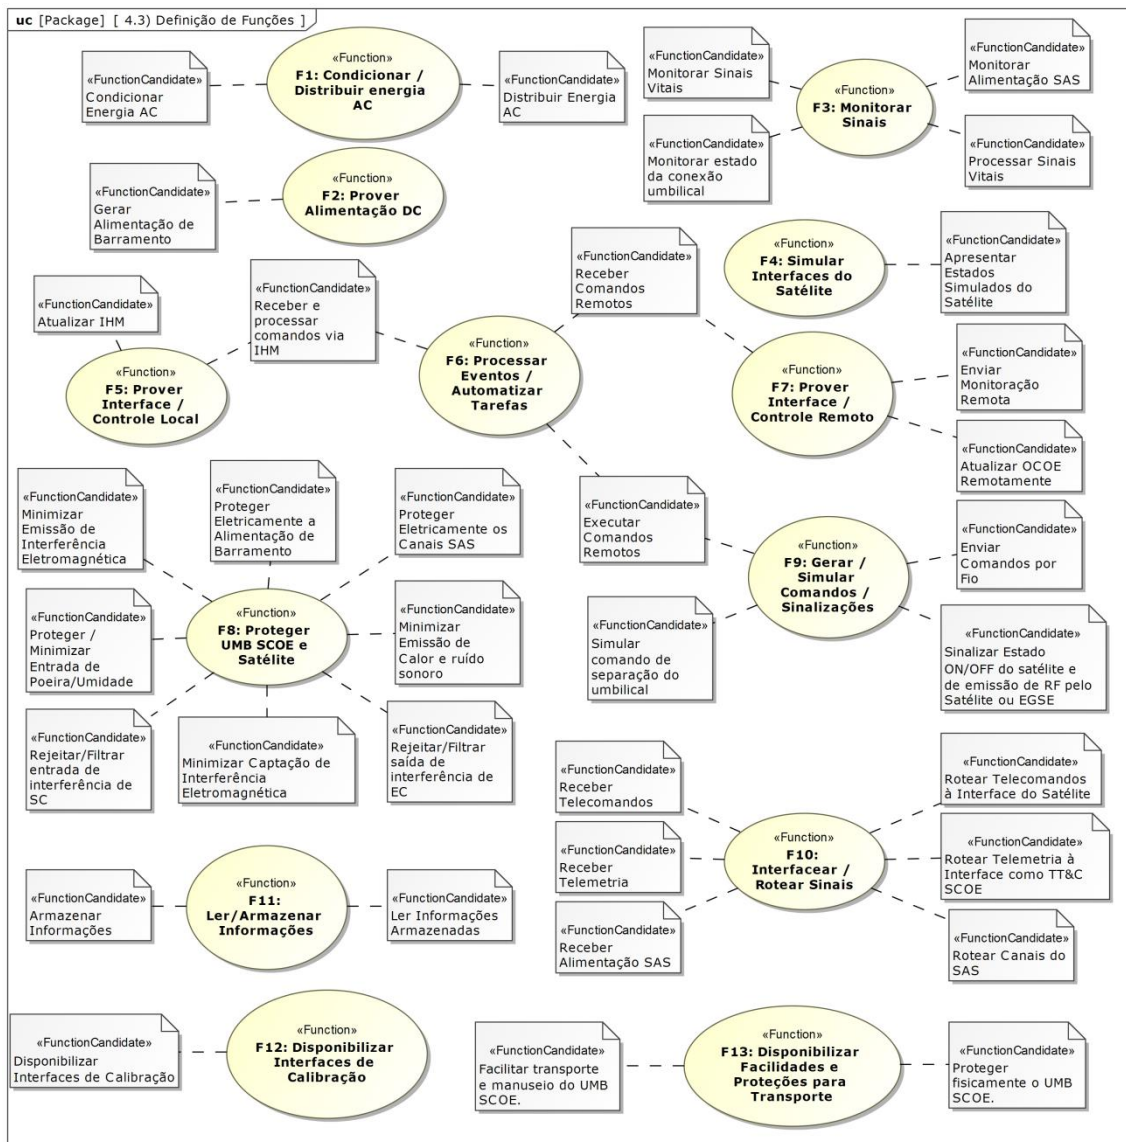 uc [Package] [ 4.3) Definição de Funções ]
«FunctionCandidate»
Condicionar
Energia AC
«Function»
F1: Condicionar /
Distribuir energia
AC
«FunctionCandidate»
Distribuir Energia
AC
«FunctionCandidate»
Monitorar Sinais
Vitais
«FunctionCandidate»
Monitorar
Alimentação SAS
«Function»
F3: Monitorar
Sinais
«FunctionCandidate»
Monitorar estado
da conexão
umbilical
«FunctionCandidate»
Processar Sinais
Vitais
«FunctionCandidate»
Gerar
Alimentação de
Barramento
«Function»
F2: Prover
Alimentação DC
«FunctionCandidate»
Receber
Comandos
Remotos
«Function»
F4: Simular
Interfaces do
Satélite
«FunctionCandidate»
Apresentar
Estados
Simulados do
Satélite
«FunctionCandidate»
Atualizar IHM
«FunctionCandidate»
Receber e
processar
comandos via
IHM
«Function»
F5: Prover
Interface /
Controle Local
«Function»
F6: Processar
Eventos /
Automatizar
Tarefas
«Function»
F7: Prover
Interface /
Controle Remoto
«FunctionCandidate»
Enviar
Monitoração
Remota
«FunctionCandidate»
Atualizar OCOE
Remotamente
«FunctionCandidate»
Minimizar
Emissão de
Interferência
Eletromagnética
«FunctionCandidate»
Proteger
Eletricamente a
Alimentação de
Barramento
«FunctionCandidate»
Proteger
Eletricamente os
Canais SAS
«FunctionCandidate»
Executar
Comandos
Remotos
«Function»
F9: Gerar /
Simular
Comandos /
Sinalizações
«FunctionCandidate»
Enviar
Comandos por
Fio
«FunctionCandidate»
Proteger /
Minimizar
Entrada de
Poeira/Umidade
«Function»
F8: Proteger
UMB SCOE e
Satélite
«FunctionCandidate»
Minimizar
Emissão de
Calor e ruído
sonoro
«FunctionCandidate»
Simular
comando de
separação do
umbilical
«FunctionCandidate»
Sinalizar Estado
ON/OFF do satélite e
de emissão de RF pelo
Satélite ou EGSE
«FunctionCandidate»
Rejeitar/Filtrar
entrada de
interferência de
SC
«FunctionCandidate»
Minimizar Captação de
Interferência
Eletromagnética
«FunctionCandidate»
Rejeitar/Filtrar
saída de
interferência de
EC
«FunctionCandidate»
Receber
Telecomandos
«FunctionCandidate»
Rotear Telecomandos
à Interface do Satélite
«FunctionCandidate»
Receber
Telemetria
«Function»
F10:
Interfacear /
Rotear Sinais
«FunctionCandidate»
Rotear Telemetria à
Interface como TT&C
SCOE
«FunctionCandidate»
Receber
Alimentação SAS
«FunctionCandidate»
Rotear Canais do
SAS
«FunctionCandidate»
Armazenar
Informações
«Function»
F11:
Ler/Armazenar
Informações
«FunctionCandidate»
Ler Informações
Armazenadas
«FunctionCandidate»
Disponibilizar
Interfaces de Calibração
«Function»
F12: Disponibilizar
Interfaces de
Calibração
«FunctionCandidate»
Facilitar transporte
e manuseio do UMB
SCOE.
«Function»
F13: Disponibilizar
Facilidades e
Proteções para
Transporte
«FunctionCandidate»
Proteger
fisicamente o UMB
SCOE.